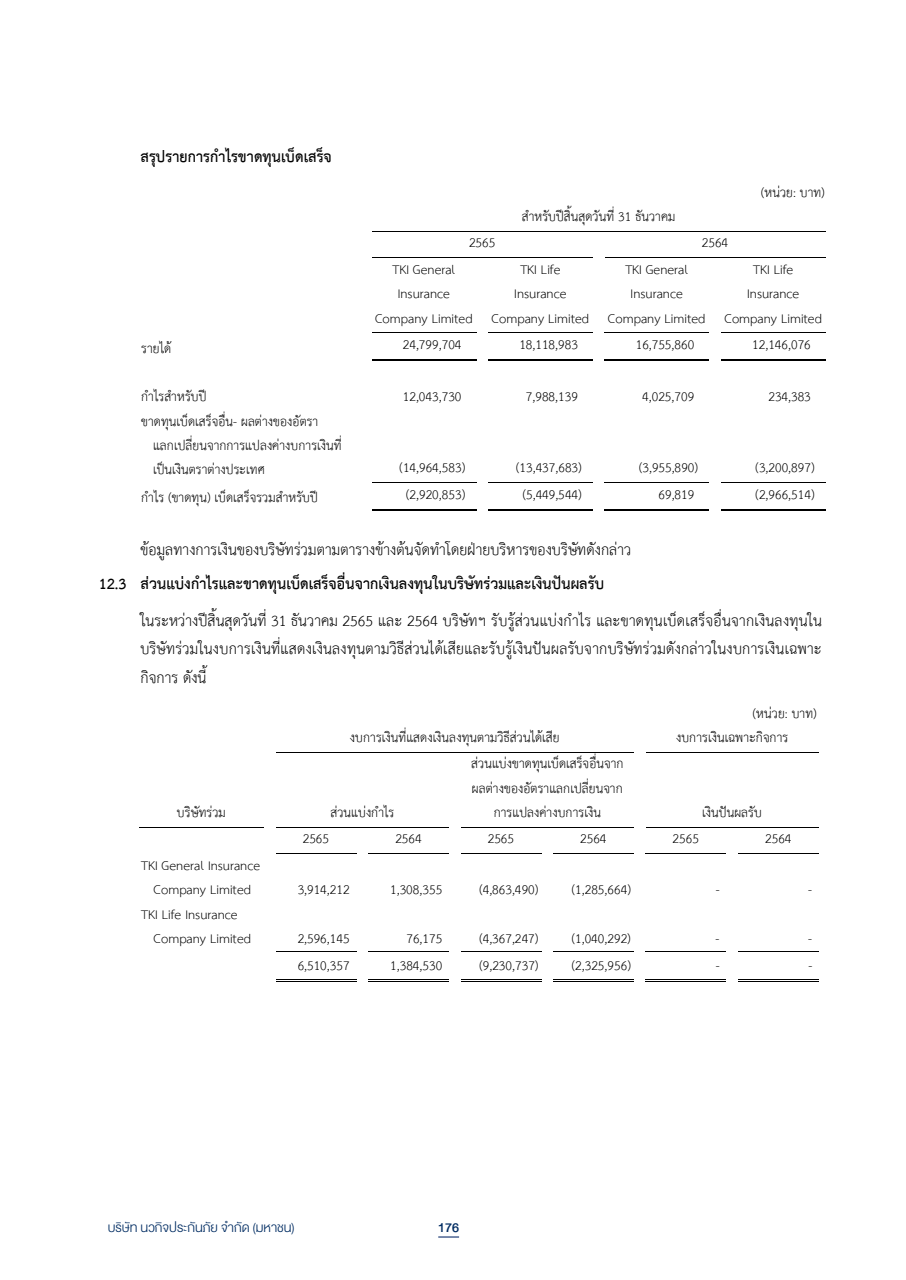 สรุปรายการกำไรขาดทุนเบ็ดเสร็จ
(หน่วย: บาท)
สำหรับปีสิ้นสุดวันที่ 31 ธันวาคม
2565 2564
TKI General TKI Life TKI General TKI Life
Insurance Insurance Insurance Insurance
Company Limited Company Limited Company Limited Company Limited
รายได้ 24,799,704 18,118,983 16,755,860 12,146,076
กำไรสำหรับปี 12,043,730 7,988,139 4,025,709 234,383
ขาดทุนเบ็ดเสร็จอื่น- ผลต่างของอัตรา
แลกเปลี่ยนจากการแปลงค่างบการเงินที่
เป็นเงินตราต่างประเทศ (14,964,583) (13,437,683) (3,955,890) (3,200,897)
กำไร (ขาดทุน) เบ็ดเสร็จรวมสำหรับปี (2,920,853) (5,449,544) 69,819 (2,966,514)
ข้อมูลทางการเงินของบริษัทร่วมตามตารางข้างต้นจัดทำโดยฝ่ายบริหารของบริษัทดังกล่าว
12.3 ส่วนแบ่งกำไรและขาดทุนเบ็ดเสร็จอื่นจากเงินลงทุนในบริษัทร่วมและเงินปันผลรับ
ในระหว่างปีสิ้นสุดวันที่ 31 ธันวาคม 2565 และ 2564 บริษัทฯ รับรู้ส่วนแบ่งกำไร และขาดทุนเบ็ดเสร็จอื่นจากเงินลงทุนใน
บริษัทร่วมในงบการเงินที่แสดงเงินลงทุนตามวิธีส่วนได้เสียและรับรู้เงินปันผลรับจากบริษัทร่วมดังกล่าวในงบการเงินเฉพาะ
กิจการ ดังนี้
(หน่วย: บาท)
งบการเงินที่แสดงเงินลงทุนตามวิธีส่วนได้เสีย งบการเงินเฉพาะกิจการ
ส่วนแบ่งขาดทุนเบ็ดเสร็จอื่นจาก
ผลต่างของอัตราแลกเปลี่ยนจาก
บริษัทร่วม ส่วนแบ่งกำไร การแปลงค่างบการเงิน เงินปันผลรับ
2565 2564 2565 2564 2565 2564
TKI General Insurance
Company Limited 3,914,212 1,308,355 (4,863,490) (1,285,664) - -
TKI Life Insurance
Company Limited 2,596,145 76,175 (4,367,247) (1,040,292) - -
6,510,357 1,384,530 (9,230,737) (2,325,956) - -
บริษัท นวกิจประกันภัย จำกัด (มหาชน) 176